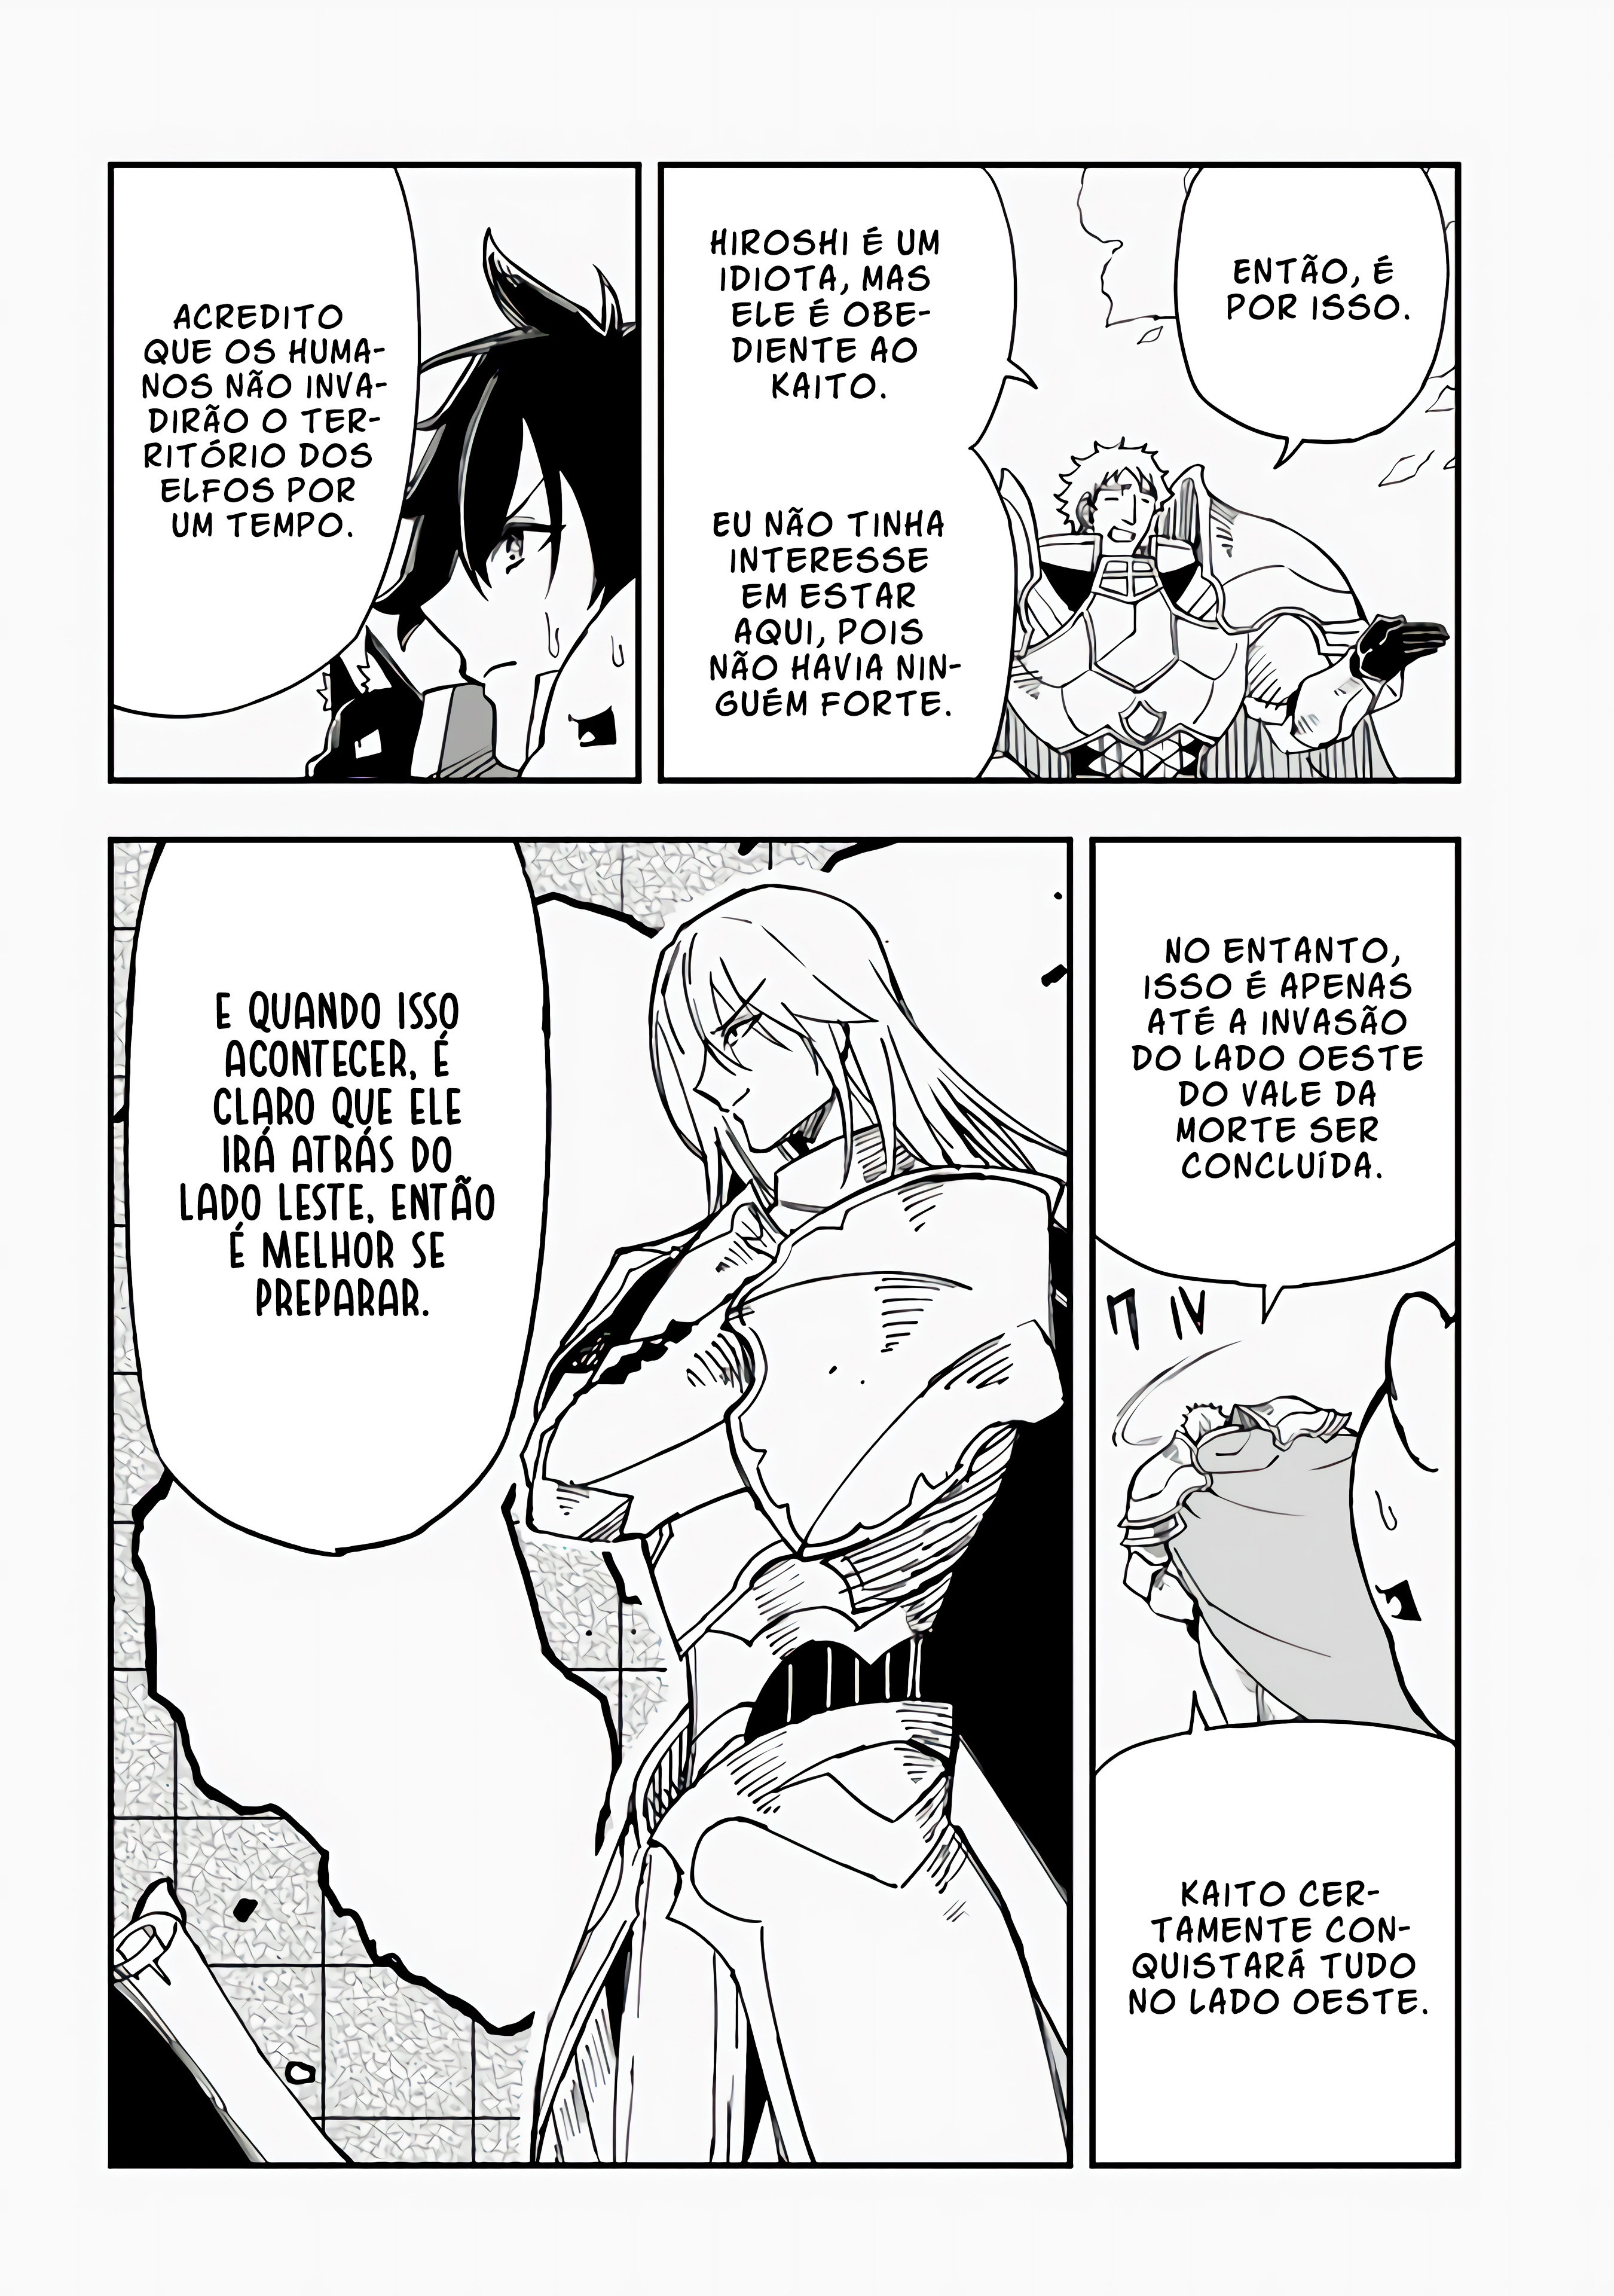 ENTÃO, É
POR ISSO.
HIROSHI É UM
IDIOTA, MAS
ELE É OBE-
DIENTE AO
KAITO.
EU NÃO TINHA
INTERESSE
EM ESTAR
AQUI, POIS
NÃO HAVIA NIN-
GUÉM FORTE.
ACREDITO
QUE OS HUMA-
NOS NÃO INVA-
DIRÃO O TER-
RITÓRIO DOS
ELFOS POR
UM TEMPO.
NO ENTANTO,
ISSO É APENAS
ATÉ A INVASÃO
DO LADO OESTE
DO VALE DA
MORTE SER
CONCLUÍDA.
KAITO CER-
TAMENTE CON-
QUISTARÁ TUDO
NO LADO OESTE.
E QUANDO ISSO
ACONTECER, É
CLARO QUE ELE
IRÁ ATRÁS DO
LADO LESTE, ENTÃO
É MELHOR SE
PREPARAR.